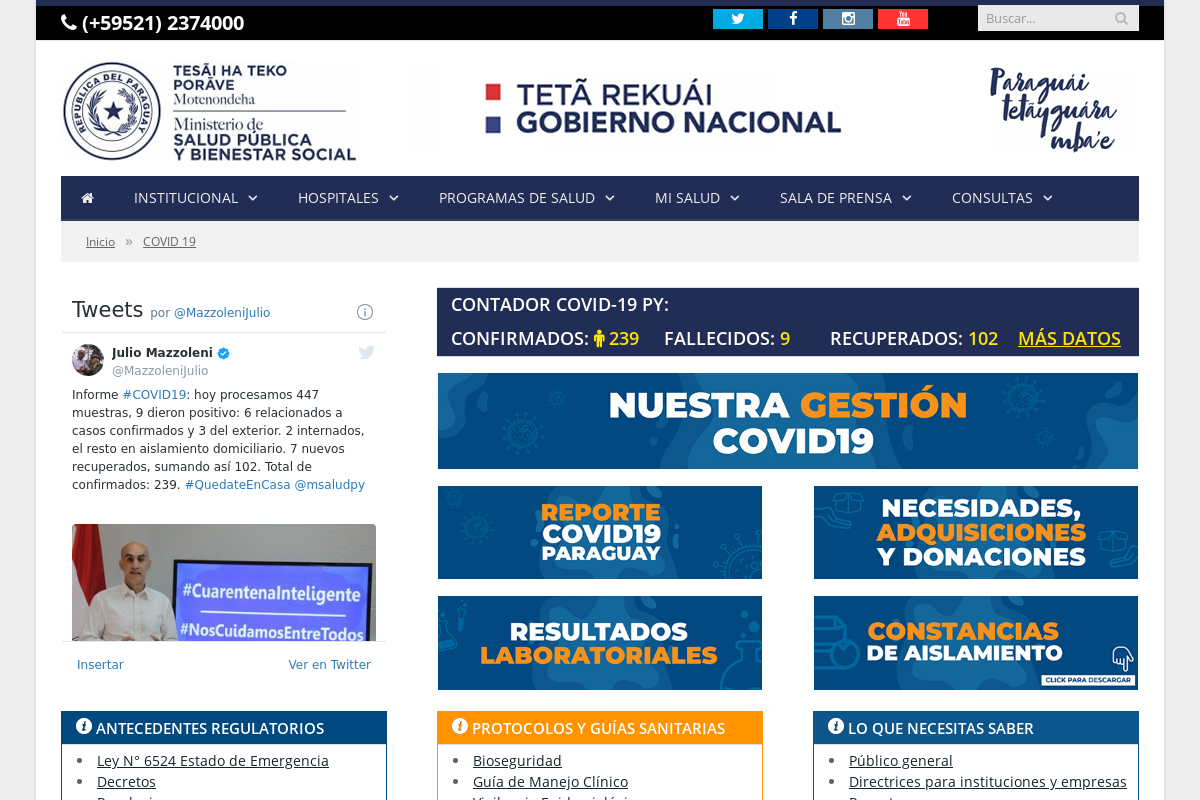 (+59521) 2374000
Buscar...
REPUBLICA DEL PARAGUAY
TESÃI HA TEKO
PORÃVE
Motenondeha
Ministerio de
SALUD PÚBLICA
Y BIENESTAR SOCIAL
TETÃ REKUÁI
GOBIERNO NACIONAL
Paraguái
tetãyguára
mba'e
INSTITUCIONAL
HOSPITALES
PROGRAMAS DE SALUD
MI SALUD
SALA DE PRENSA
CONSULTAS
Inicio » COVID 19
Tweets por @MazzoleniJulio
Julio Mazzoleni
@MazzoleniJulio
Informe #COVID19: hoy procesamos 447
muestras, 9 dieron positivo: 6 relacionados a
casos confirmados y 3 del exterior. 2 internados,
el resto en aislamiento domiciliario. 7 nuevos
recuperados, sumando así 102. Total de
confirmados: 239. #QuedateEnCasa @msaludpy
#CuarentenaInteligente
#NosCuidamosEntreTodos
Insertar
Ver en Twitter
CONTADOR COVID-19 PY:
CONFIRMADOS: 239 FALLECIDOS: 9 RECUPERADOS: 102 MÁS DATOS
NUESTRA GESTIÓN
COVID19
REPORTE
COVID19
PARAGUAY
NECESIDADES,
ADQUISICIONES
Y DONACIONES
RESULTADOS
LABORATORIALES
CONSTANCIAS
DE AISLAMIENTO
CLICK PARA DESCARGAR
ANTECEDENTES REGULATORIOS
Ley N° 6524 Estado de Emergencia
Decretos
PROTOCOLOS Y GUÍAS SANITARIAS
Bioseguridad
Guía de Manejo Clínico
LO QUE NECESITAS SABER
Público general
Directrices para instituciones y empresas